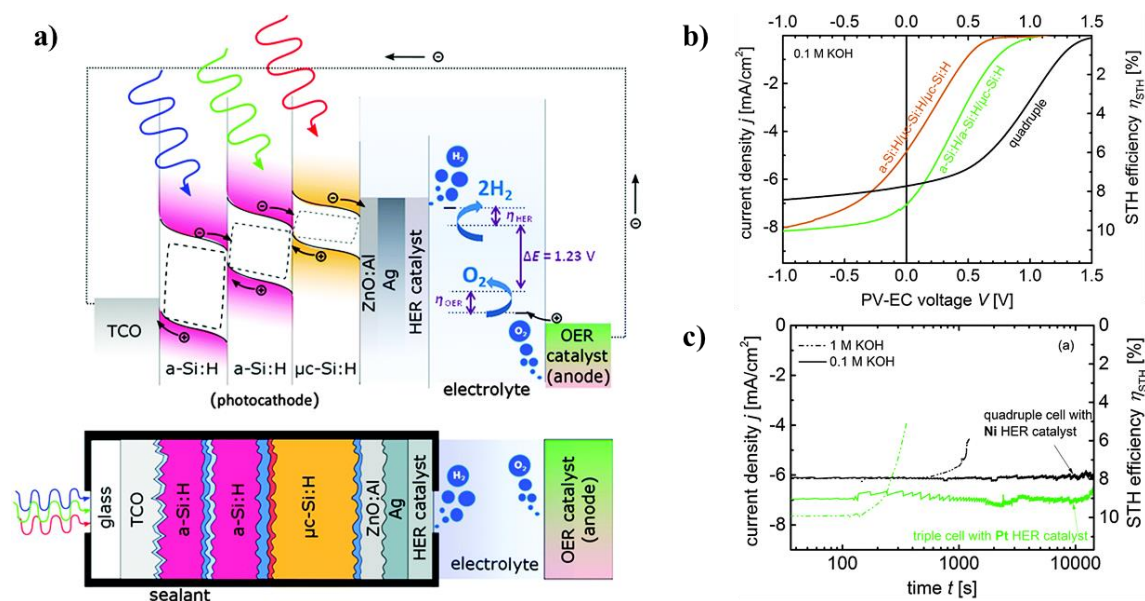 a)
⊖
⊖
⊖
⊖
⊖
⊕
⊕
⊕
⊕
⊖
TCO
a-Si:H
a-Si:H
µc-Si:H
(photocathode)
ZnO:Al
Ag
HER catalyst
H₂
2H₂
η HER
ΔE = 1.23 V
O₂
η OER
O₂
electrolyte
OER
catalyst
(anode)
glass
TCO
a-Si:H
a-Si:H
µc-Si:H
ZnO:Al
Ag
HER catalyst
H₂
O₂
electrolyte
OER catalyst
(anode)
sealant
b)
-1.0 -0.5 0.0 0.5 1.0 1.5
0.1 M KOH
a-Si:H/µc-Si:H/µc-Si:H
a-Si:H/a-Si:H/µc-Si:H
quadruple
current density j [mA/cm²]
-2
-4
-6
-8
STH efficiency ηSTH [%]
2
4
6
8
10
-1.0 -0.5 0.0 0.5 1.0 1.5
PV-EC voltage V [V]
c)
1 M KOH
0.1 M KOH
(a)
quadruple cell with
Ni HER catalyst
triple cell with Pt HER catalyst
current density j [mA/cm²]
0
-2
-4
-6
-8
STH efficiency ηSTH [%]
0
2
4
6
8
10
100 1000 10000
time t [s]